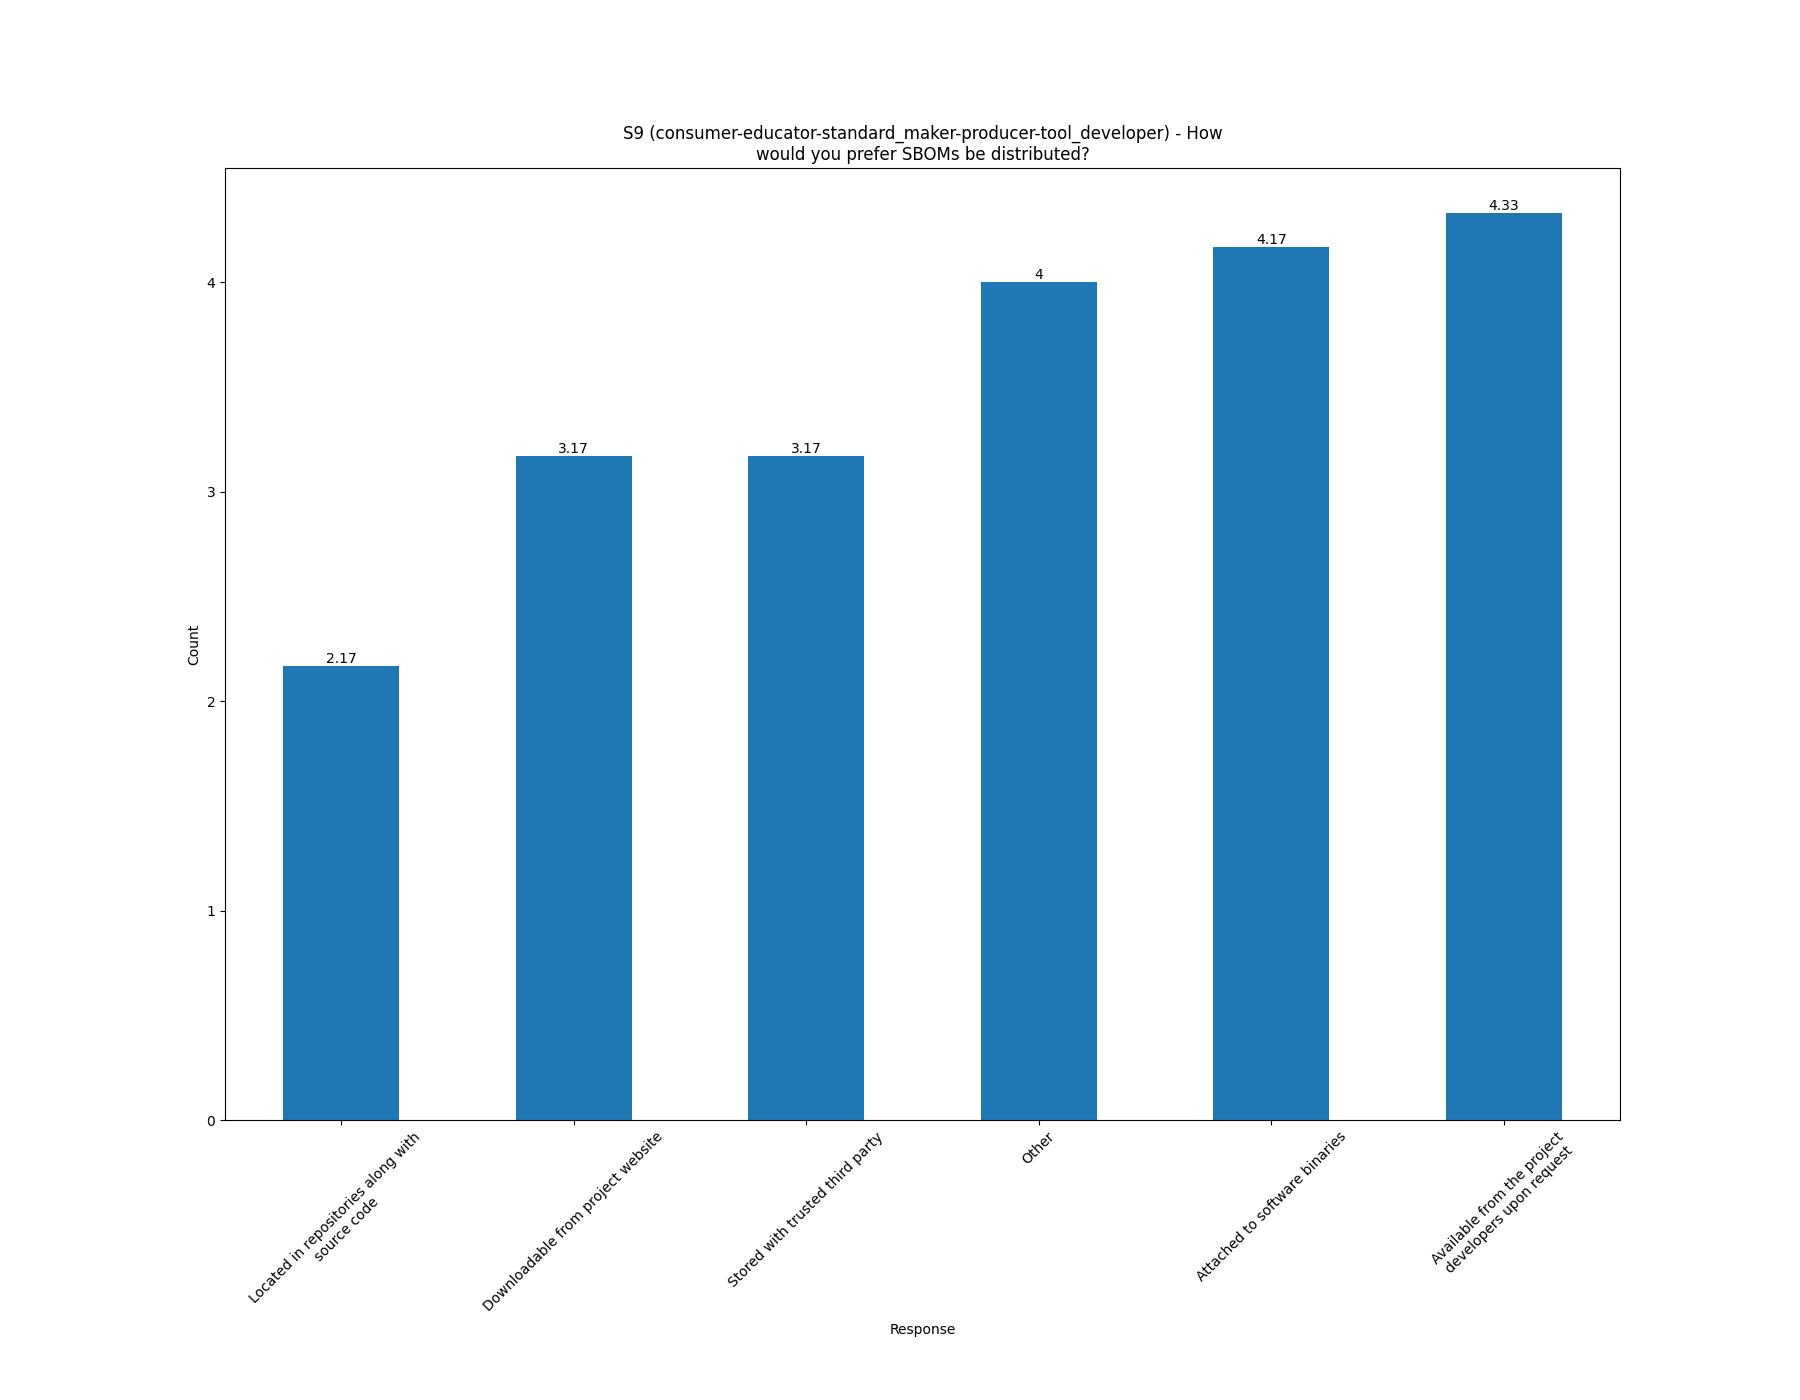 S9 (consumer-educator-standard_maker-producer-tool_developer) - How
would you prefer SBOMs be distributed?
4.33
4.17
4
3.17
3.17
2.17
4
3
2
1
0
Count
Located in repositories along with
source code
Downloadable from project website
Stored with trusted third party
Other
Attached to software binaries
Available from the project
developers upon request
Response